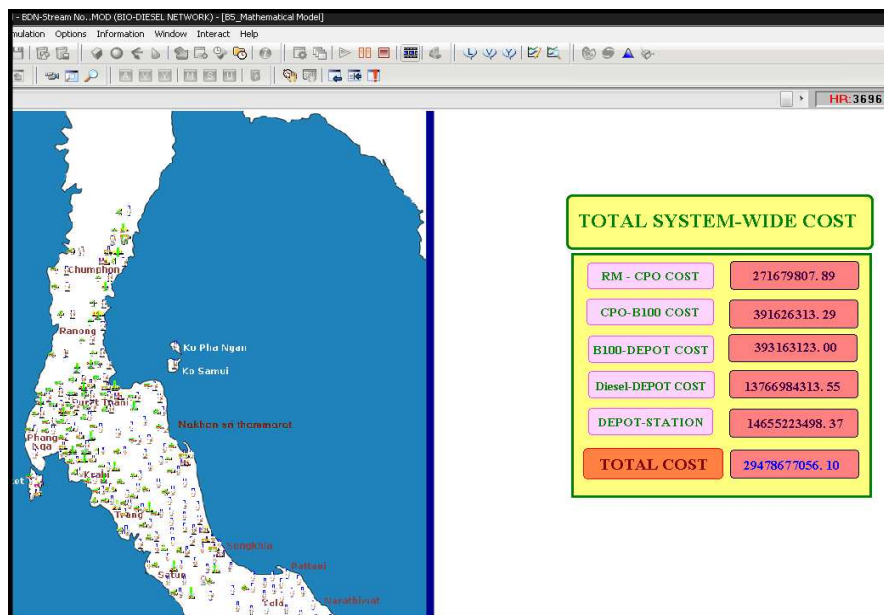 - BDN-Stream No..MOD (BIO-DIESEL NETWORK) - [B5_Mathematical Model]
mulation Options Information Window Interact Help
HR:3696
TOTAL SYSTEM-WIDE COST
RM - CPO COST 271679807. 89
CPO-B100 COST 391626313. 29
B100-DEPOT COST 393163123. 00
Diesel-DEPOT COST 13766984313. 55
DEPOT-STATION 14655223498. 37
TOTAL COST 29478677056. 10
Chumphon
Ranong
Ku Pha Ngan
Ko Samui
Surat Thani
Nakhon sri thammarat
Phang
Nga
ket
Krabi
Trang
Songkhla
Satun
Pattani
Yala
Narathiwat